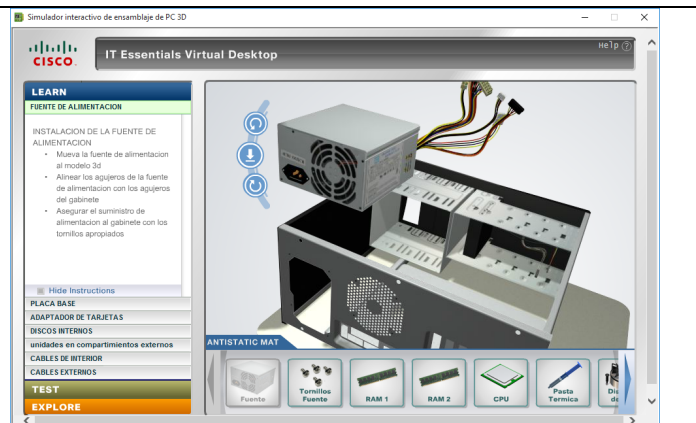 Simulador interactivo de ensamblaje de PC 3D
CISCO
IT Essentials Virtual Desktop
Help ?
LEARN
FUENTE DE ALIMENTACION
INSTALACION DE LA FUENTE DE
ALIMENTACION
• Mueva la fuente de alimentacion
al modelo 3d
• Alinear los agujeros de la fuente
de alimentacion con los agujeros
del gabinete
• Asegurar el suministro de
alimentacion al gabinete con los
tornillos apropiados
Hide Instructions
PLACA BASE
ADAPTADOR DE TARJETAS
DISCOS INTERNOS
unidades en compartimientos externos
CABLES DE INTERIOR
CABLES EXTERNOS
TEST
EXPLORE
ANTISTATIC MAT
Fuente
Tornillos
Fuente
RAM 1
RAM 2
CPU
Pasta
Termica